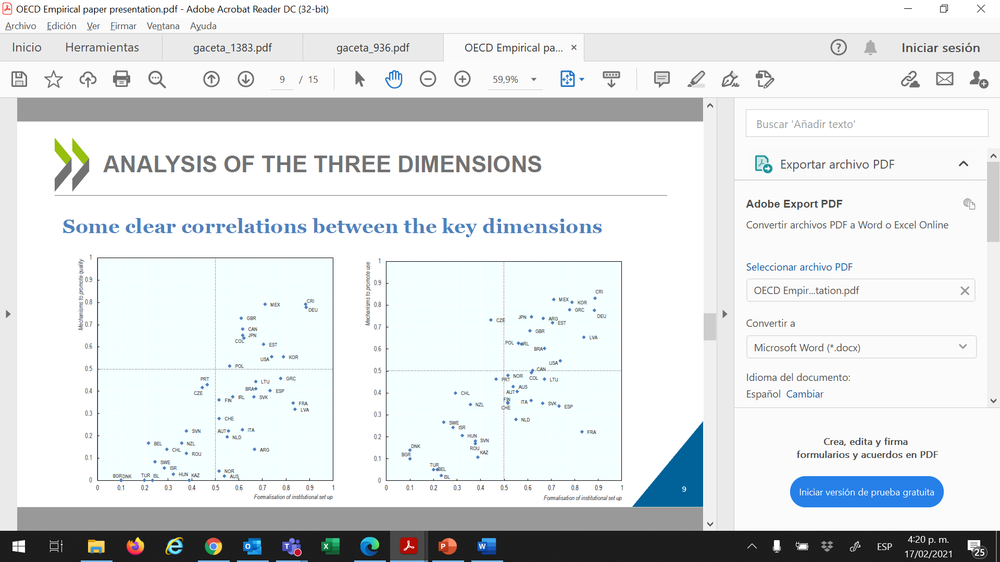 OECD Empirical paper presentation.pdf - Adobe Acrobat Reader DC (32-bit)
Archivo Edición Ver Firmar Ventana Ayuda
Inicio Herramientas gaceta_1383.pdf gaceta_936.pdf OECD Empirical pa... × Iniciar sesión
9 / 15 59,9%
ANALYSIS OF THE THREE DIMENSIONS
Some clear correlations between the key dimensions
Mechanisms to promote quality
1
0.9
0.8
0.7
0.6
0.5
0.4
0.3
0.2
0.1
0
MEX CRI
DEU
GBR
CAN
JPN
COL
EST
USA KOR
POL
PRT
LTU GRC
CZE BRA ESP
FIN IRL SVK
FRA
LVA
CHE
SVN AUT ITA
NLD
BEL NZL
CHL ARG
ROU
SWE
ISR
HUN KAZ NOR
BGR DNK TUR ISL AUS
0 0.1 0.2 0.3 0.4 0.5 0.6 0.7 0.8 0.9 1
Formalisation of institutional set up
Mechanisms to promote use
1
0.9
0.8
0.7
0.6
0.5
0.4
0.3
0.2
0.1
0
CRI
MEX KOR
GRC
DEU
CZE JPN ARG
EST
GBR
LVA
POL IRL
BRA
USA
CAN
NOR
PRT COL LTU
AUS
CHL AUT
FIN ITA
NZL CHE SVK ESP
NLD
SWE
ISR
FRA
HUN
SVN
DNK ROU
BGR KAZ
TUR
BEL
ISL
0 0.1 0.2 0.3 0.4 0.5 0.6 0.7 0.8 0.9 1
Formalisation of institutional set up
9
Buscar 'Añadir texto'
Exportar archivo PDF
Adobe Export PDF
Convertir archivos PDF a Word o Excel Online
Seleccionar archivo PDF
OECD Empir...tation.pdf
Convertir a
Microsoft Word (*.docx)
Idioma del documento:
Español Cambiar
Crea, edita y firma
formularios y acuerdos en PDF
Iniciar versión de prueba gratuita
ESP
4:20 p. m.
17/02/2021
25